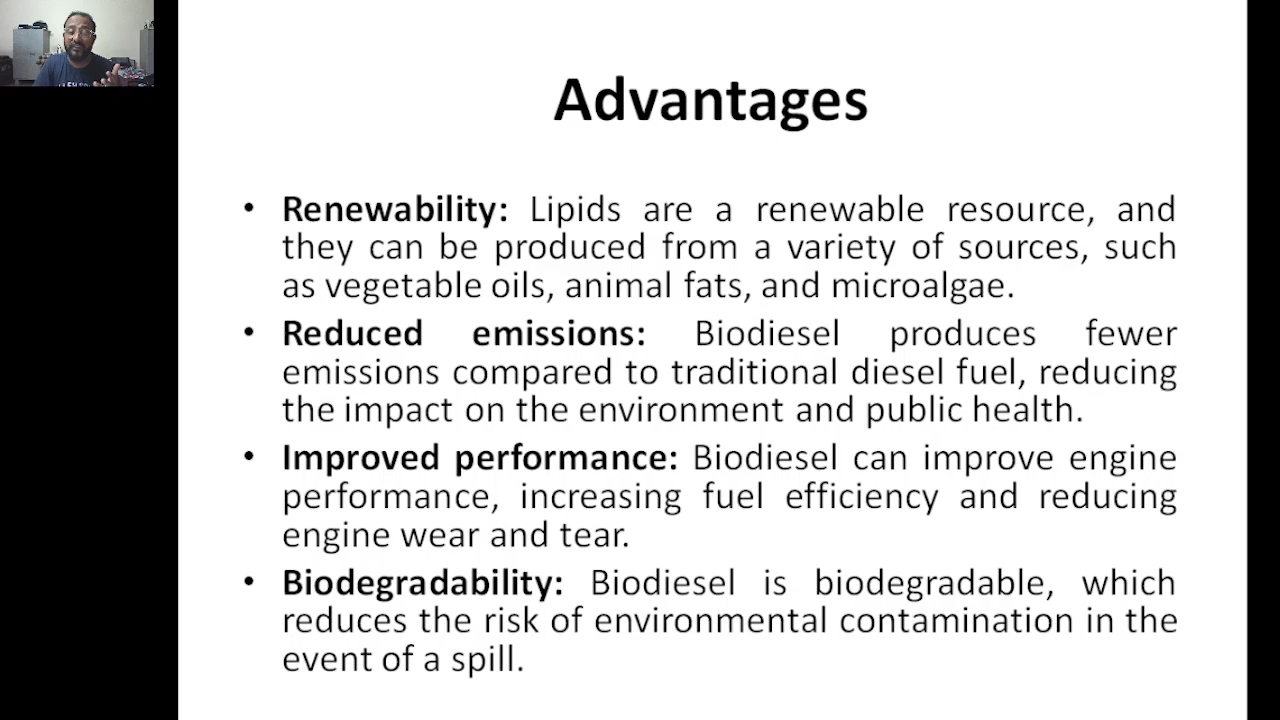 Advantages
• Renewability: Lipids are a renewable resource, and
they can be produced from a variety of sources, such
as vegetable oils, animal fats, and microalgae.
• Reduced emissions: Biodiesel produces fewer
emissions compared to traditional diesel fuel, reducing
the impact on the environment and public health.
• Improved performance: Biodiesel can improve engine
performance, increasing fuel efficiency and reducing
engine wear and tear.
• Biodegradability: Biodiesel is biodegradable, which
reduces the risk of environmental contamination in the
event of a spill.